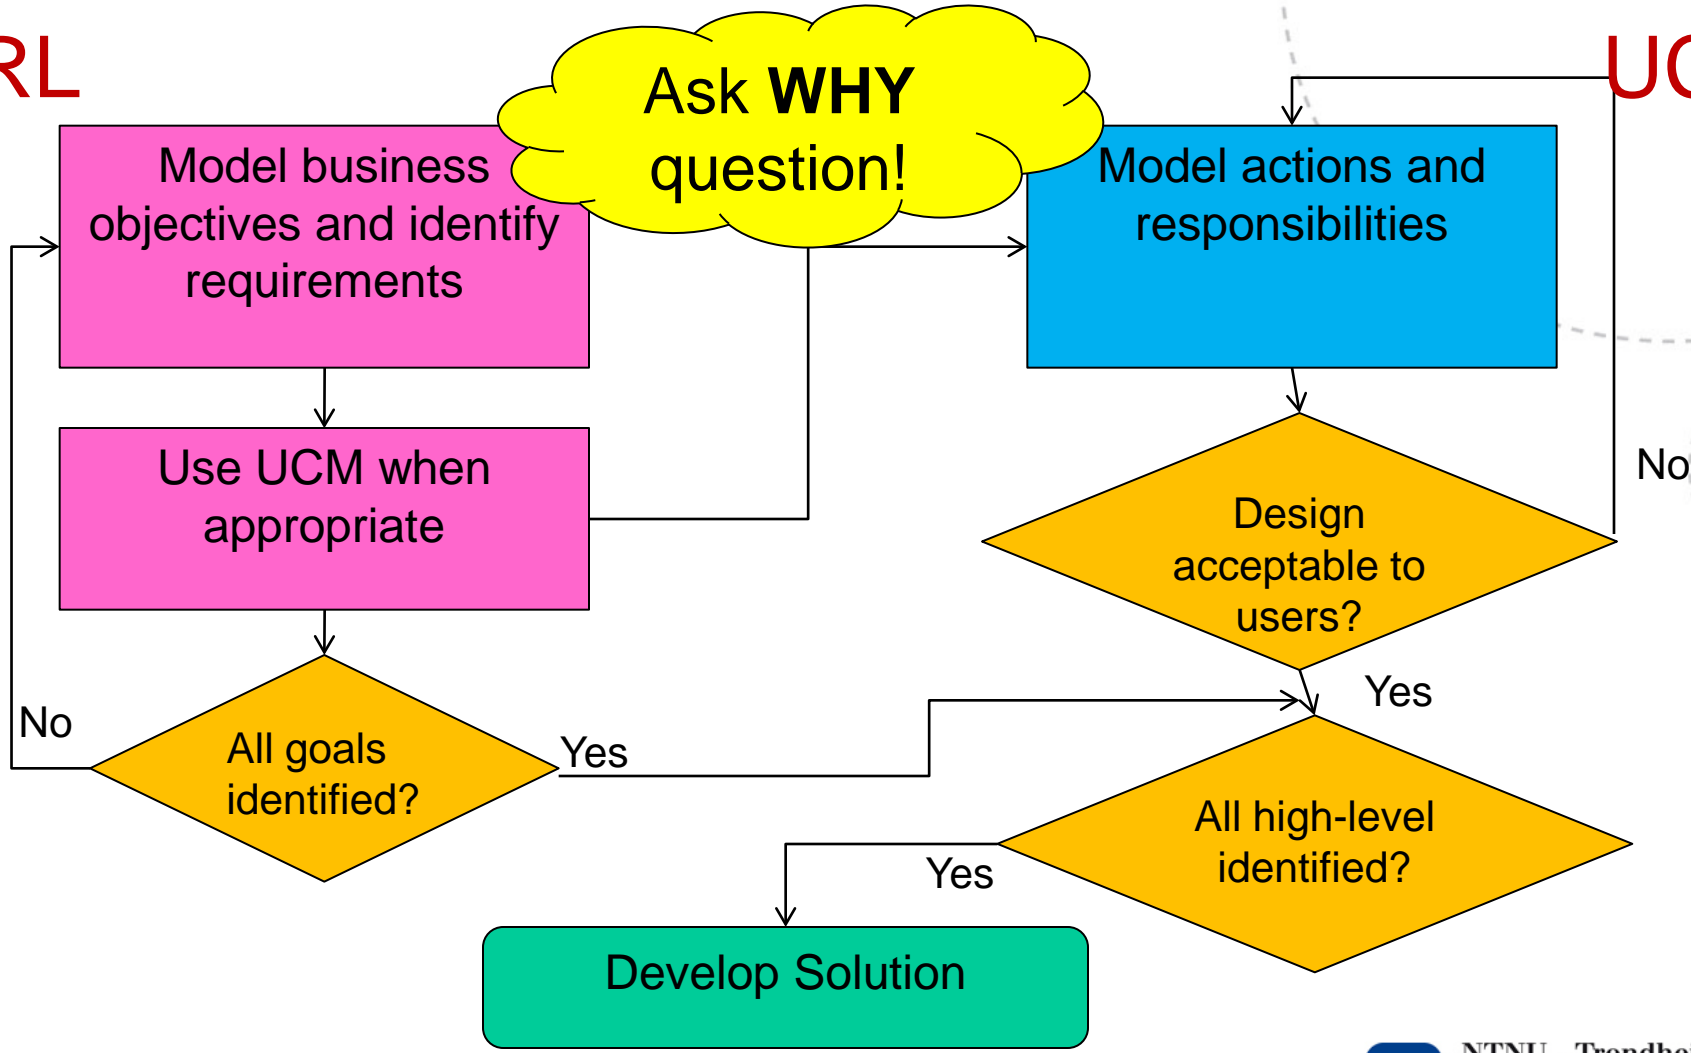 RL
Ask WHY
question!
Model business
objectives and identify
requirements
Model actions and
responsibilities
Use UCM when
appropriate
No
Design
acceptable to
users?
Yes
No
All goals
identified?
Yes
All high-level
identified?
Yes
Develop Solution
NTNU